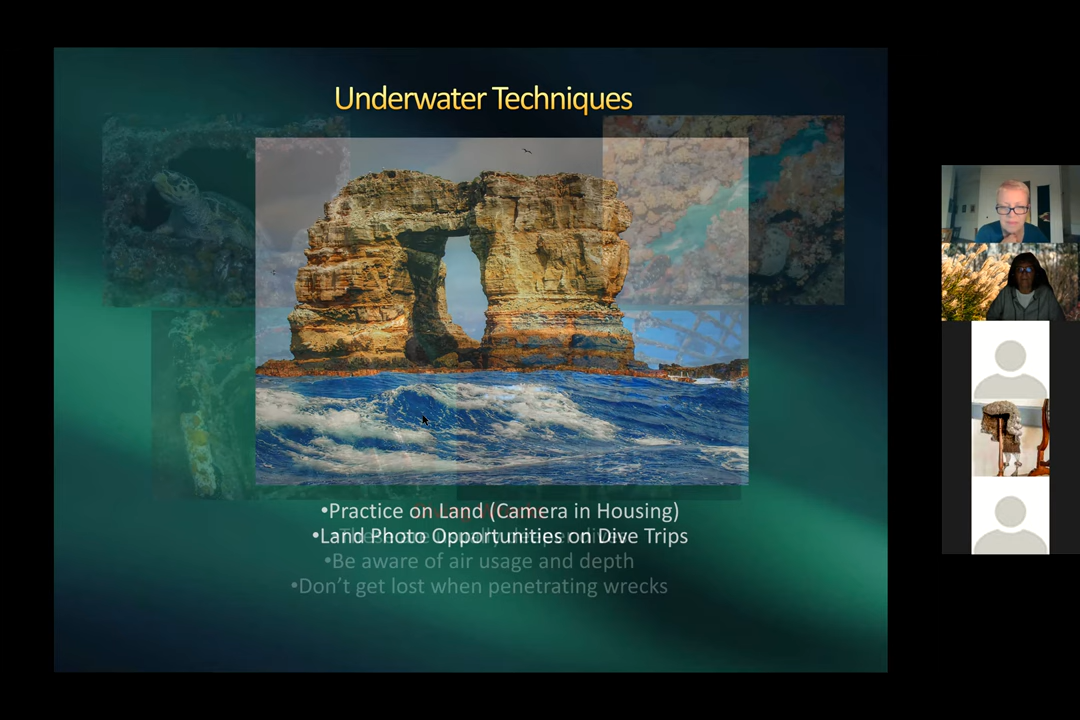 Underwater Techniques
•Practice on Land (Camera in Housing)
•Land Photo Opportunities on Dive Trips
•Be aware of air usage and depth
•Don't get lost when penetrating wrecks